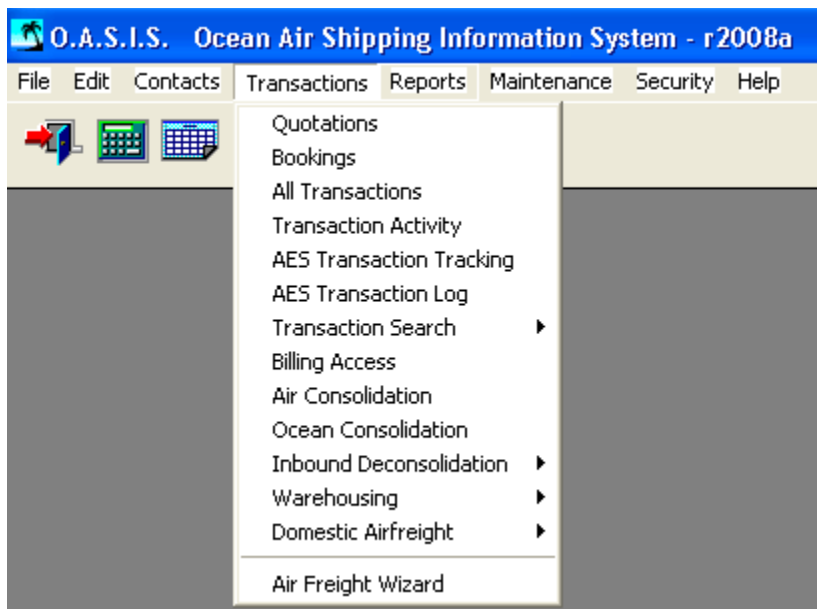 O.A.S.I.S. Ocean Air Shipping Information System - r2008a
File Edit Contacts Transactions Reports Maintenance Security Help
Quotations
Bookings
All Transactions
Transaction Activity
AES Transaction Tracking
AES Transaction Log
Transaction Search
Billing Access
Air Consolidation
Ocean Consolidation
Inbound Deconsolidation
Warehousing
Domestic Airfreight
Air Freight Wizard